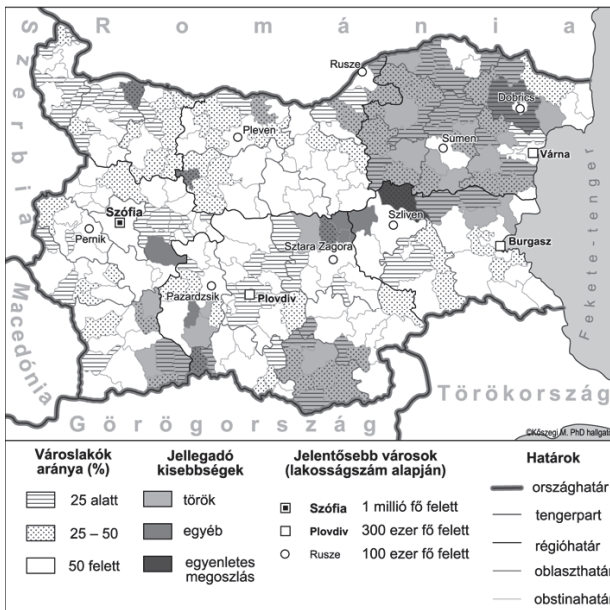 R o m á n i a
S z e r b i a
Rusze
Dobrics
Pleven
Sumen
Várna
Szófia
Szliven
Pernik
Sztara Zagora
Burgasz
Fekete-tenger
Pazardzsik
Plovdiv
Macedónia
Törökország
Görögország
©Kőszegi M. PhD hallgat
Városlakók aránya (%)
25 alatt
25 – 50
50 felett
Jellegadó kisebbségek
török
egyéb
egyenletes megoszlás
Jelentősebb városok (lakosságszám alapján)
Szófia 1 millió fő felett
Plovdiv 300 ezer fő felett
Rusze 100 ezer fő felett
Határok
országhatár
tengerpart
régióhatár
oblaszthatár
obstinahatár